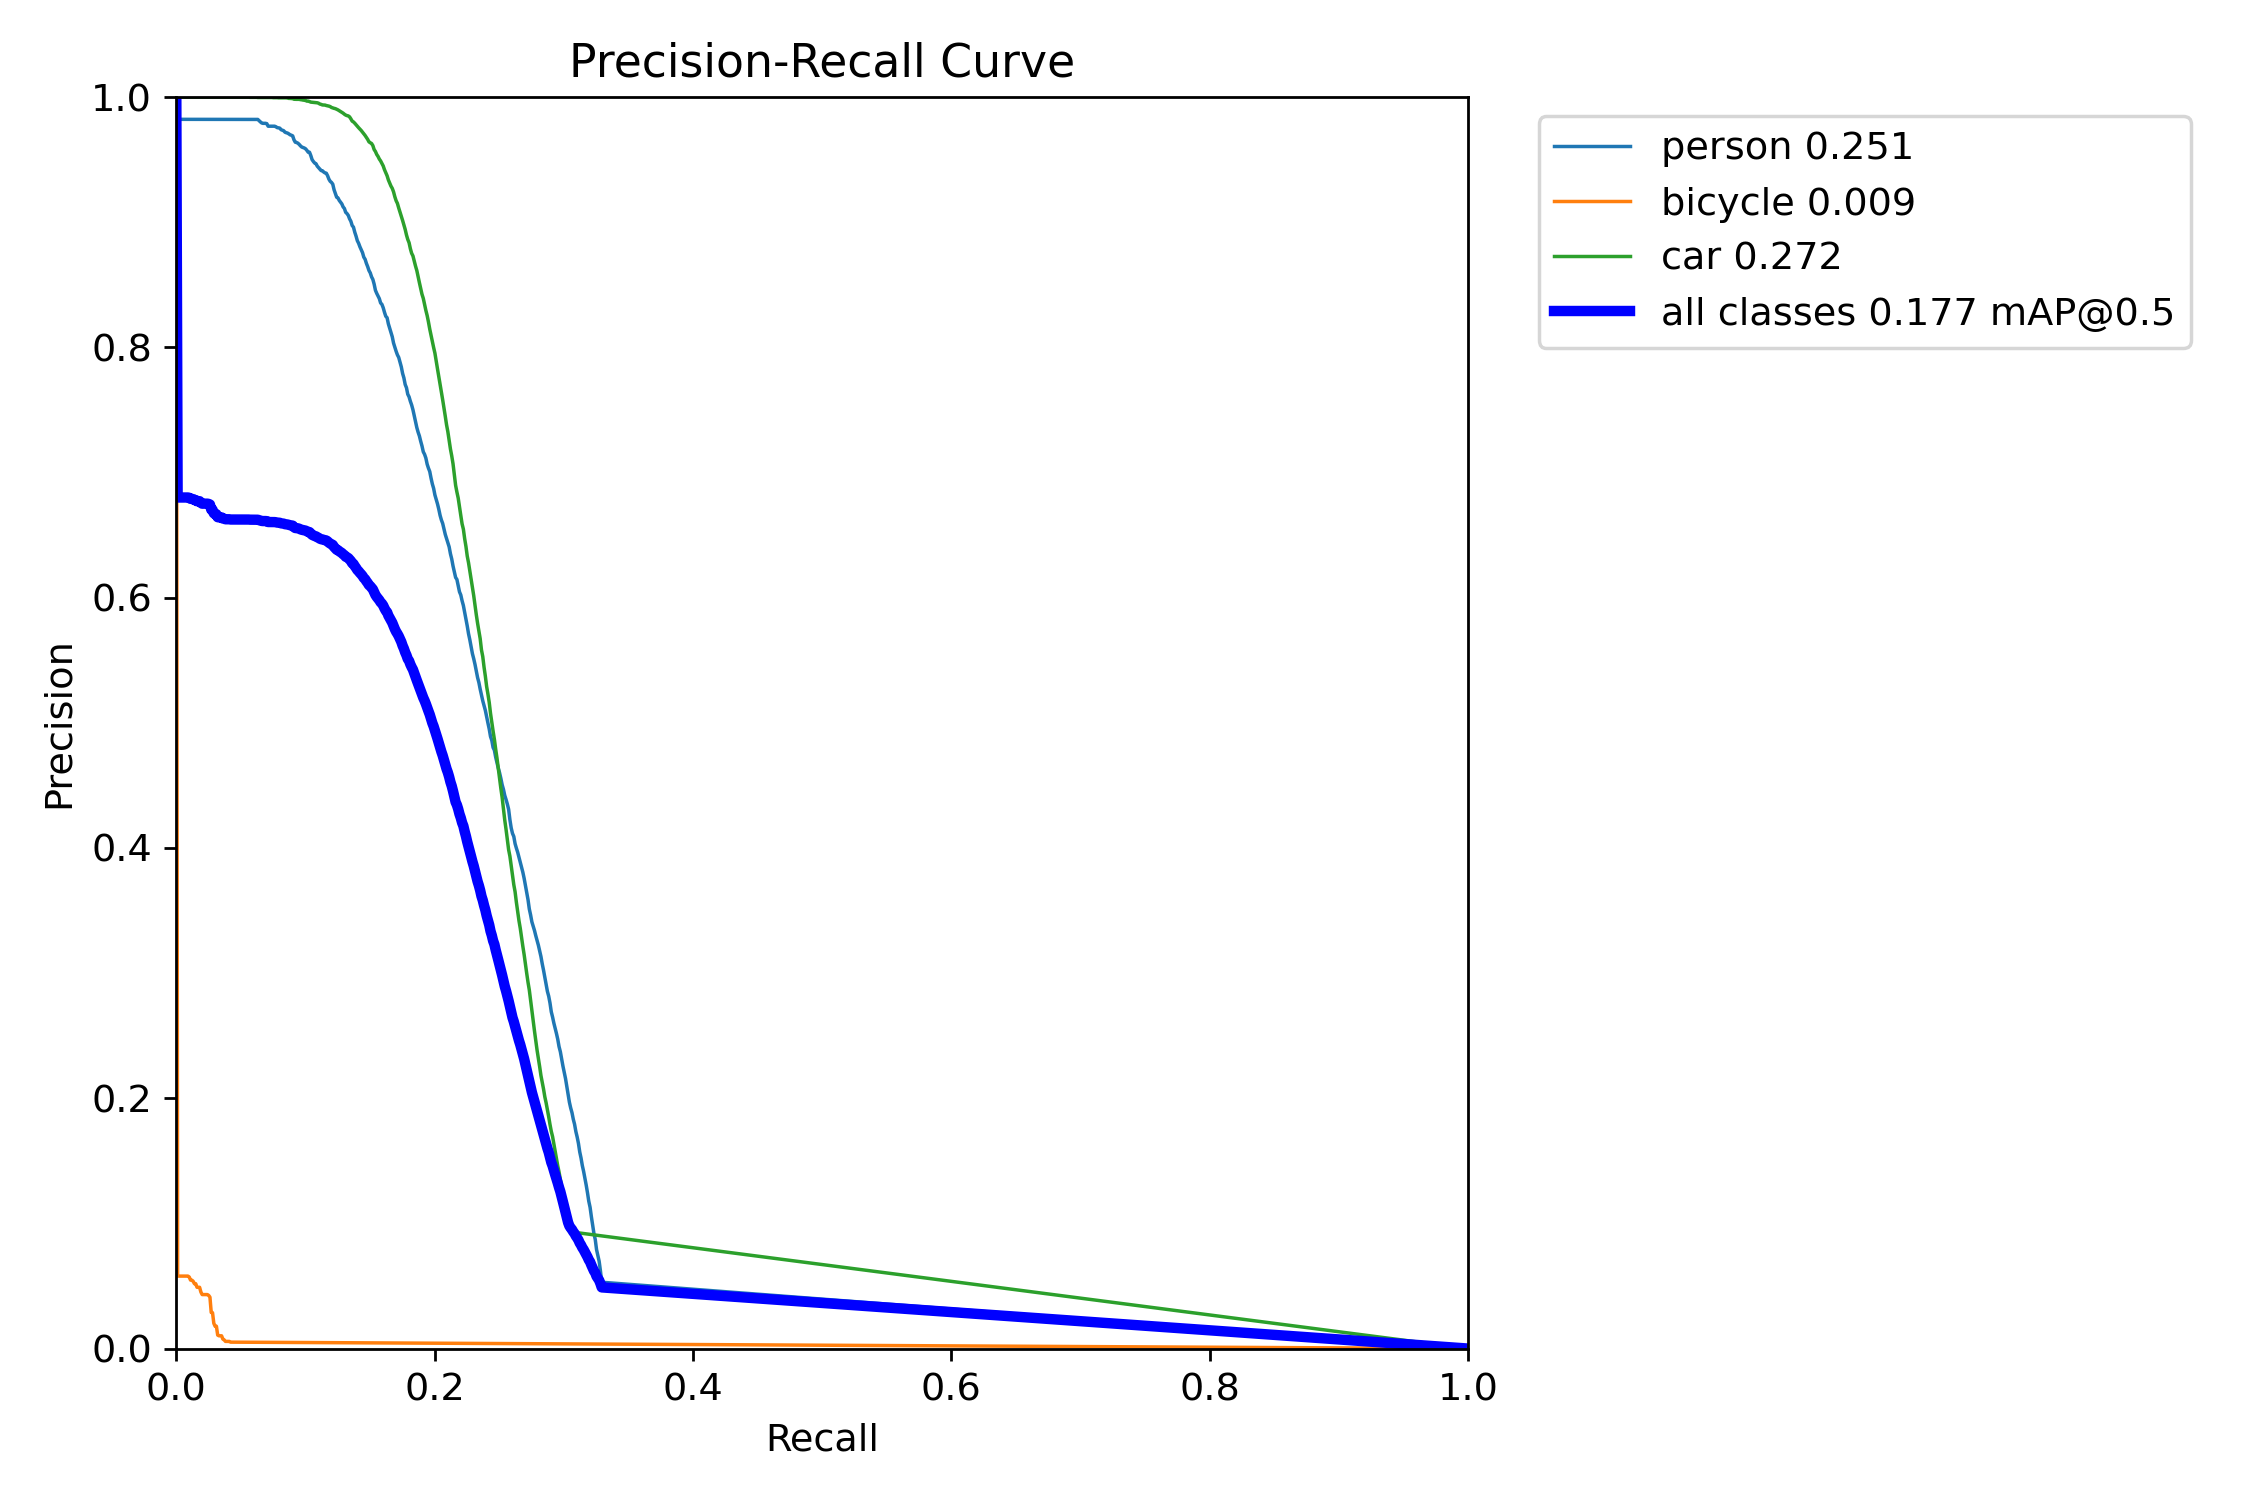 Precision-Recall Curve
1.0
0.8
0.6
0.4
0.2
0.0
Precision
0.0 0.2 0.4 0.6 0.8 1.0
Recall
person 0.251
bicycle 0.009
car 0.272
all classes 0.177 mAP@0.5